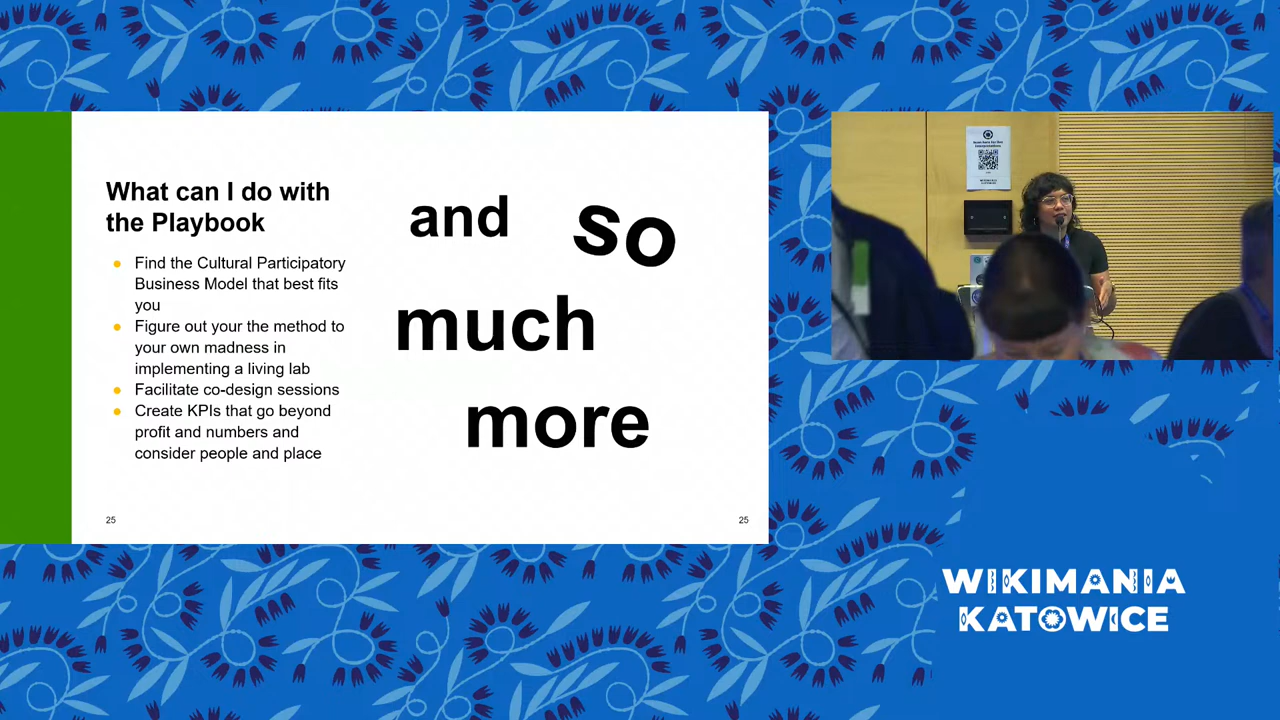 What can I do with
the Playbook
Find the Cultural Participatory
Business Model that best fits
you
Figure out your the method to
your own madness in
implementing a living lab
Facilitate co-design sessions
Create KPIs that go beyond
profit and numbers and
consider people and place
and so
much
more
25
25
WIKIMANIA
KATOWICE